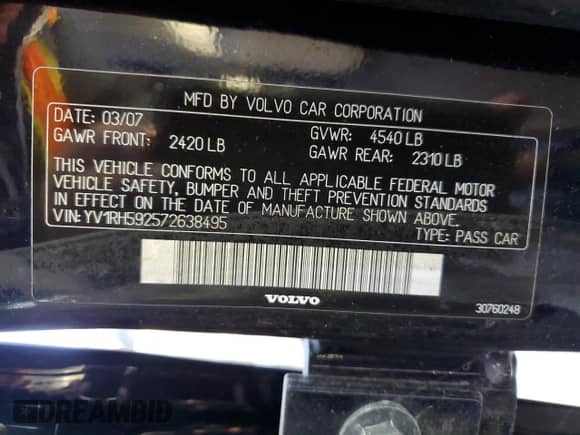 MFD BY VOLVO CAR CORPORATION
DATE: 03/07 GVWR: 4540 LB
GAWR FRONT: 2420 LB GAWR REAR: 2310 LB
THIS VEHICLE CONFORMS TO ALL APPLICABLE FEDERAL MOTOR
VEHICLE SAFETY, BUMPER AND THEFT PREVENTION STANDARDS
IN EFFECT ON THE DATE OF MANUFACTURE SHOWN ABOVE.
VIN: YV1RH592572638495 TYPE: PASS CAR
VOLVO
30760248
DREAMBID